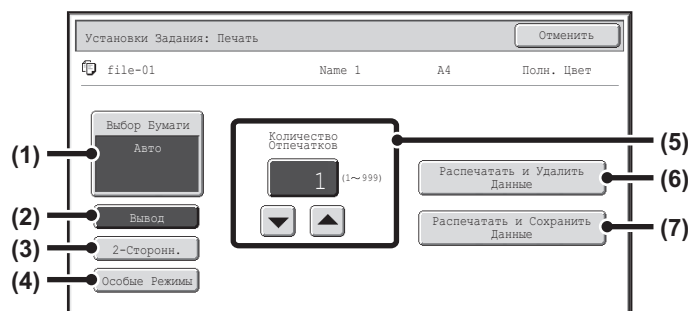 Установки Задания: Печать
Отменить
file-01 Name 1 A4 Полн. Цвет
(1)
Выбор Бумаги
Авто
(2)
Вывод
(3)
2-Сторонн.
(4)
Особые Режимы
Количество
Отпечатков
1 (1~999)
(5)
Распечатать и Удалить
Данные
(6)
Распечатать и Сохранить
Данные
(7)